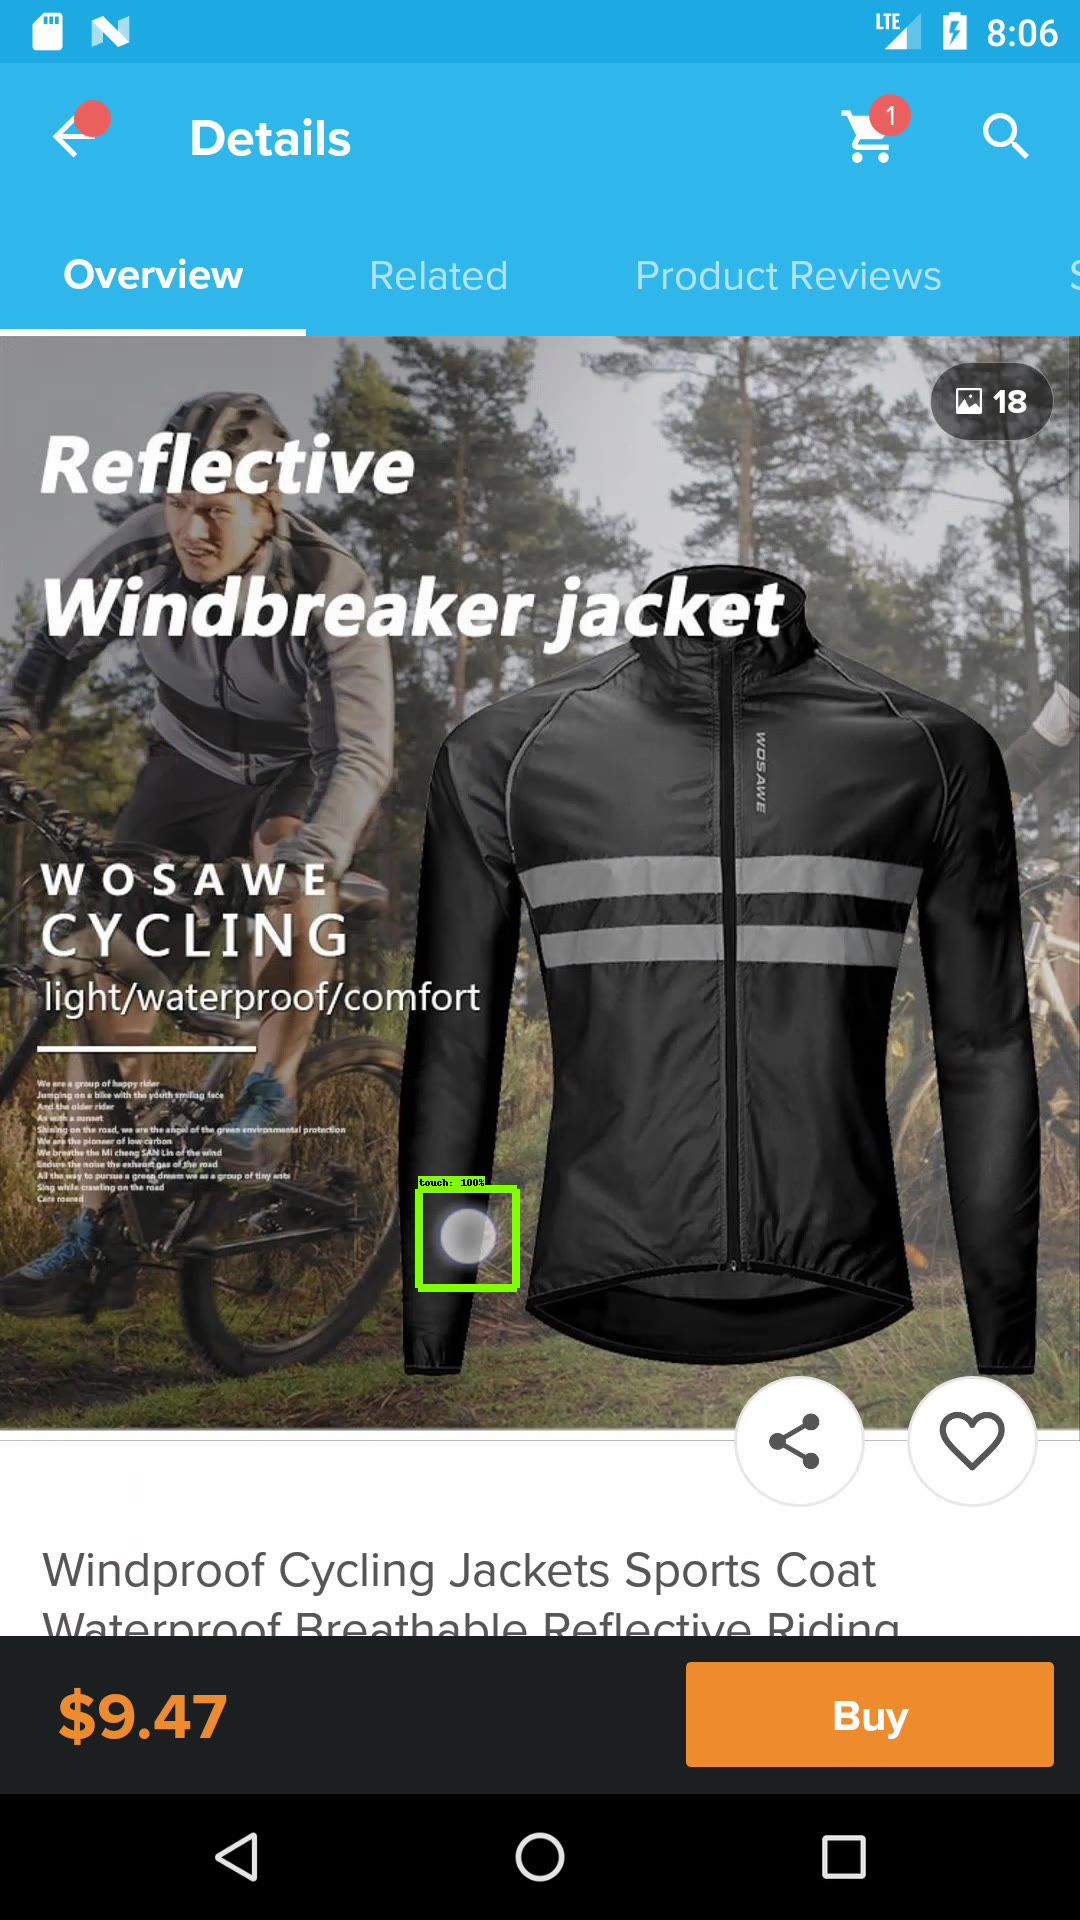 LTE 8:06
Details
1
Overview Related Product Reviews S
18
Reflective
Windbreaker jacket
WOSAWE
WOSAWE
CYCLING
light/waterproof/comfort
We are a group of happy rider
Jumping on a bike with the youth smiling face
And the older rider
As with a sunset
Shining on the road, we are the angel of the green environmental protection
We are the pioneer of low carbon
We breathe the Mi cheng SAN Lin of the wind
Endure the noise the exhaust gas of the road
All the way to pursue a green dream we as a group of tiny ants
Sing while crawling on the road
Cars roared
touch: 100%
Windproof Cycling Jackets Sports Coat
Waterproof Breathable Reflective Riding
$9.47 Buy